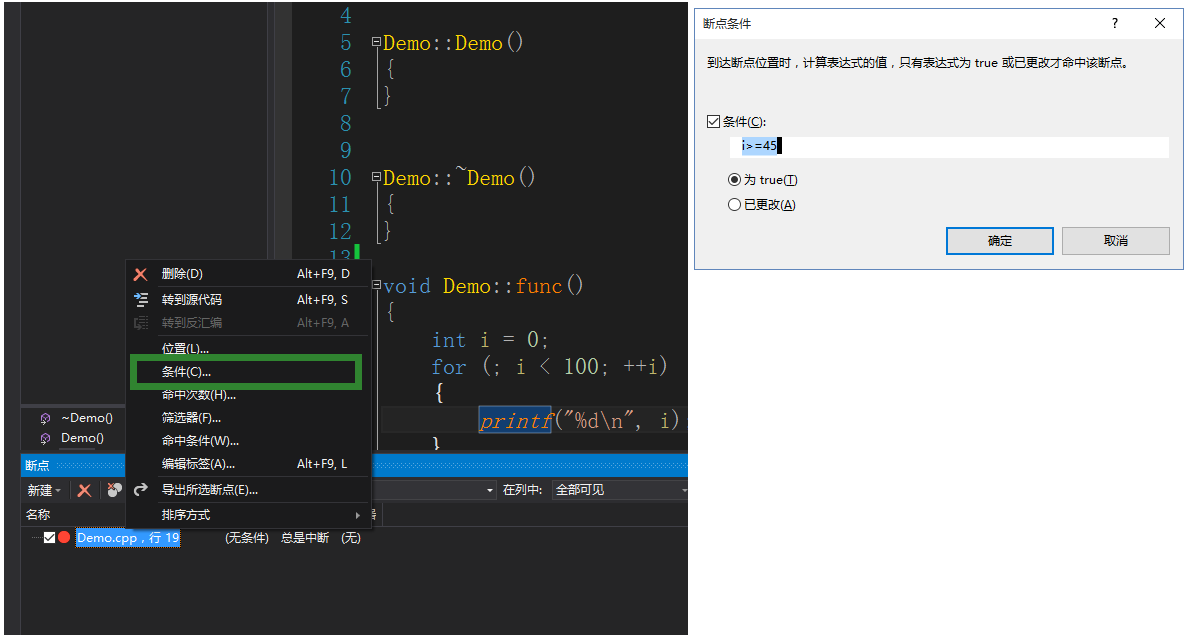 4
5 Demo::Demo()
6 {
7 }
8
9
10 Demo::~Demo()
11 {
12 }
13
void Demo::func()
{
int i = 0;
for (; i < 100; ++i)
{
printf("%d\n", i)
}
删除(D) Alt+F9, D
转到源代码 Alt+F9, S
转到反汇编 Alt+F9, A
位置(L)...
条件(C)...
命中次数(H)...
筛选器(F)...
命中条件(W)...
编辑标签(A)... Alt+F9, L
导出所选断点(E)...
排序方式
~Demo()
Demo()
断点
新建 在列中: 全部可见
名称
Demo.cpp，行 19 (无条件) 总是中断 (无)
断点条件 ?
到达断点位置时，计算表达式的值，只有表达式为 true 或已更改才命中该断点。
条件(C):
i>=45
为 true(T)
已更改(A)
确定 取消